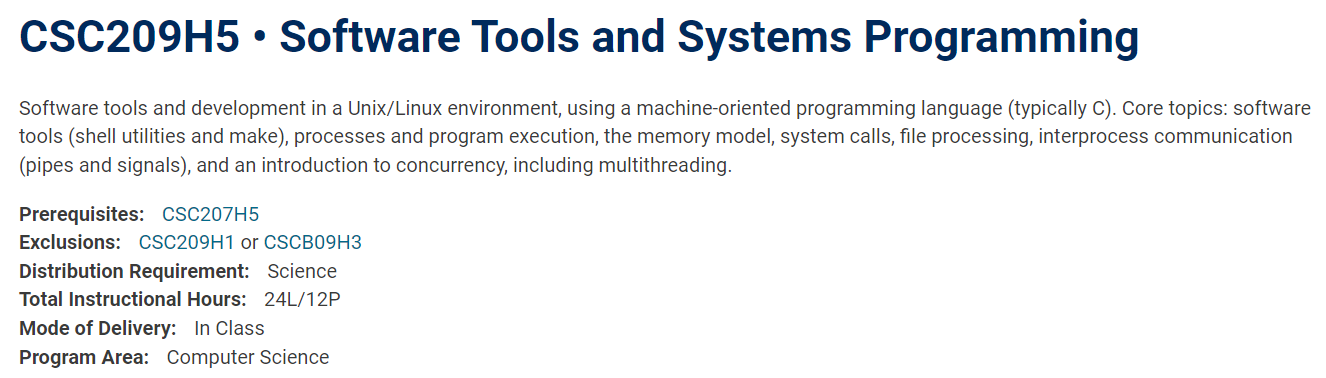 CSC209H5 • Software Tools and Systems Programming
Software tools and development in a Unix/Linux environment, using a machine-oriented programming language (typically C). Core topics: software
tools (shell utilities and make), processes and program execution, the memory model, system calls, file processing, interprocess communication
(pipes and signals), and an introduction to concurrency, including multithreading.
Prerequisites: CSC207H5
Exclusions: CSC209H1 or CSCB09H3
Distribution Requirement: Science
Total Instructional Hours: 24L/12P
Mode of Delivery: In Class
Program Area: Computer Science